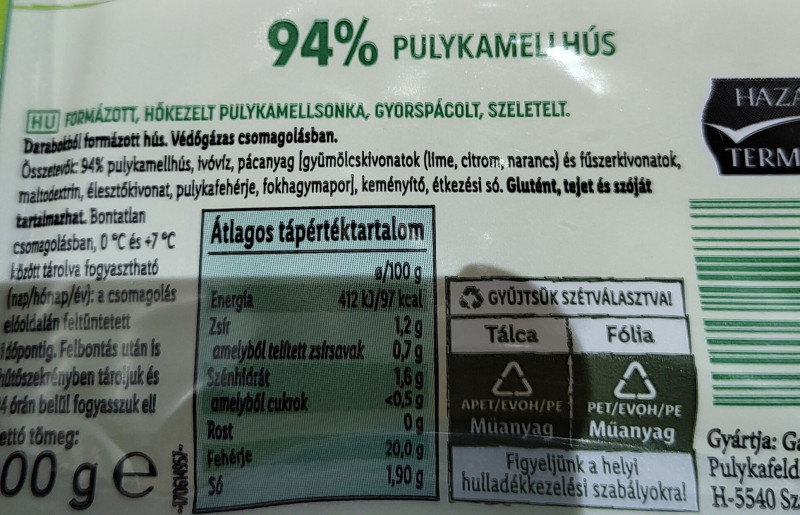 94% PULYKAMELLHÚS
HU FORMÁZOTT, HŐKEZELT PULYKAMELLSONKA, GYORSPÁCOLT, SZELETELT.
Darabokból formázott hús. Védőgázas csomagolásban.
Összetevők: 94% pulykamellhús, ivóvíz, pácanyag [gyümölcskivonatok (lime, citrom, narancs) és fűszerkivonatok,
maltodextrin, élesztőkivonat, pulykafehérje, fokhagymapor], keményítő, étkezési só. Glutént, tejet és szóját
tartalmazhat. Bontatlan
csomagolásban, 0 °C és +7 °C
között tárolva fogyasztható
(nap/hónap/év): a csomagolás
előoldalán feltüntetett
időpontig. Felbontás után is
hűtőszekrényben tároljuk és
24 órán belül fogyasszuk el!
ettó tömeg:
00 g e
Átlagos tápértéktartalom
ø/100 g
Energia 412 kJ/97 kcal
Zsír 1,2 g
amelyből telített zsírsavak 0,7 g
Szénhidrát 1,6 g
amelyből cukrok <0,5 g
Rost 0 g
Fehérje 20,0 g
Só 1,90 g
GYŰJTSÜK SZÉTVÁLASZTVA!
Tálca Fólia
APET/EVOH/PE PET/EVOH/PE
Műanyag Műanyag
Figyeljünk a helyi
hulladékkezelési szabályokra!
HAZA
TERM
Gyártja: Ga
Pulykafeld
H-5540 Sz